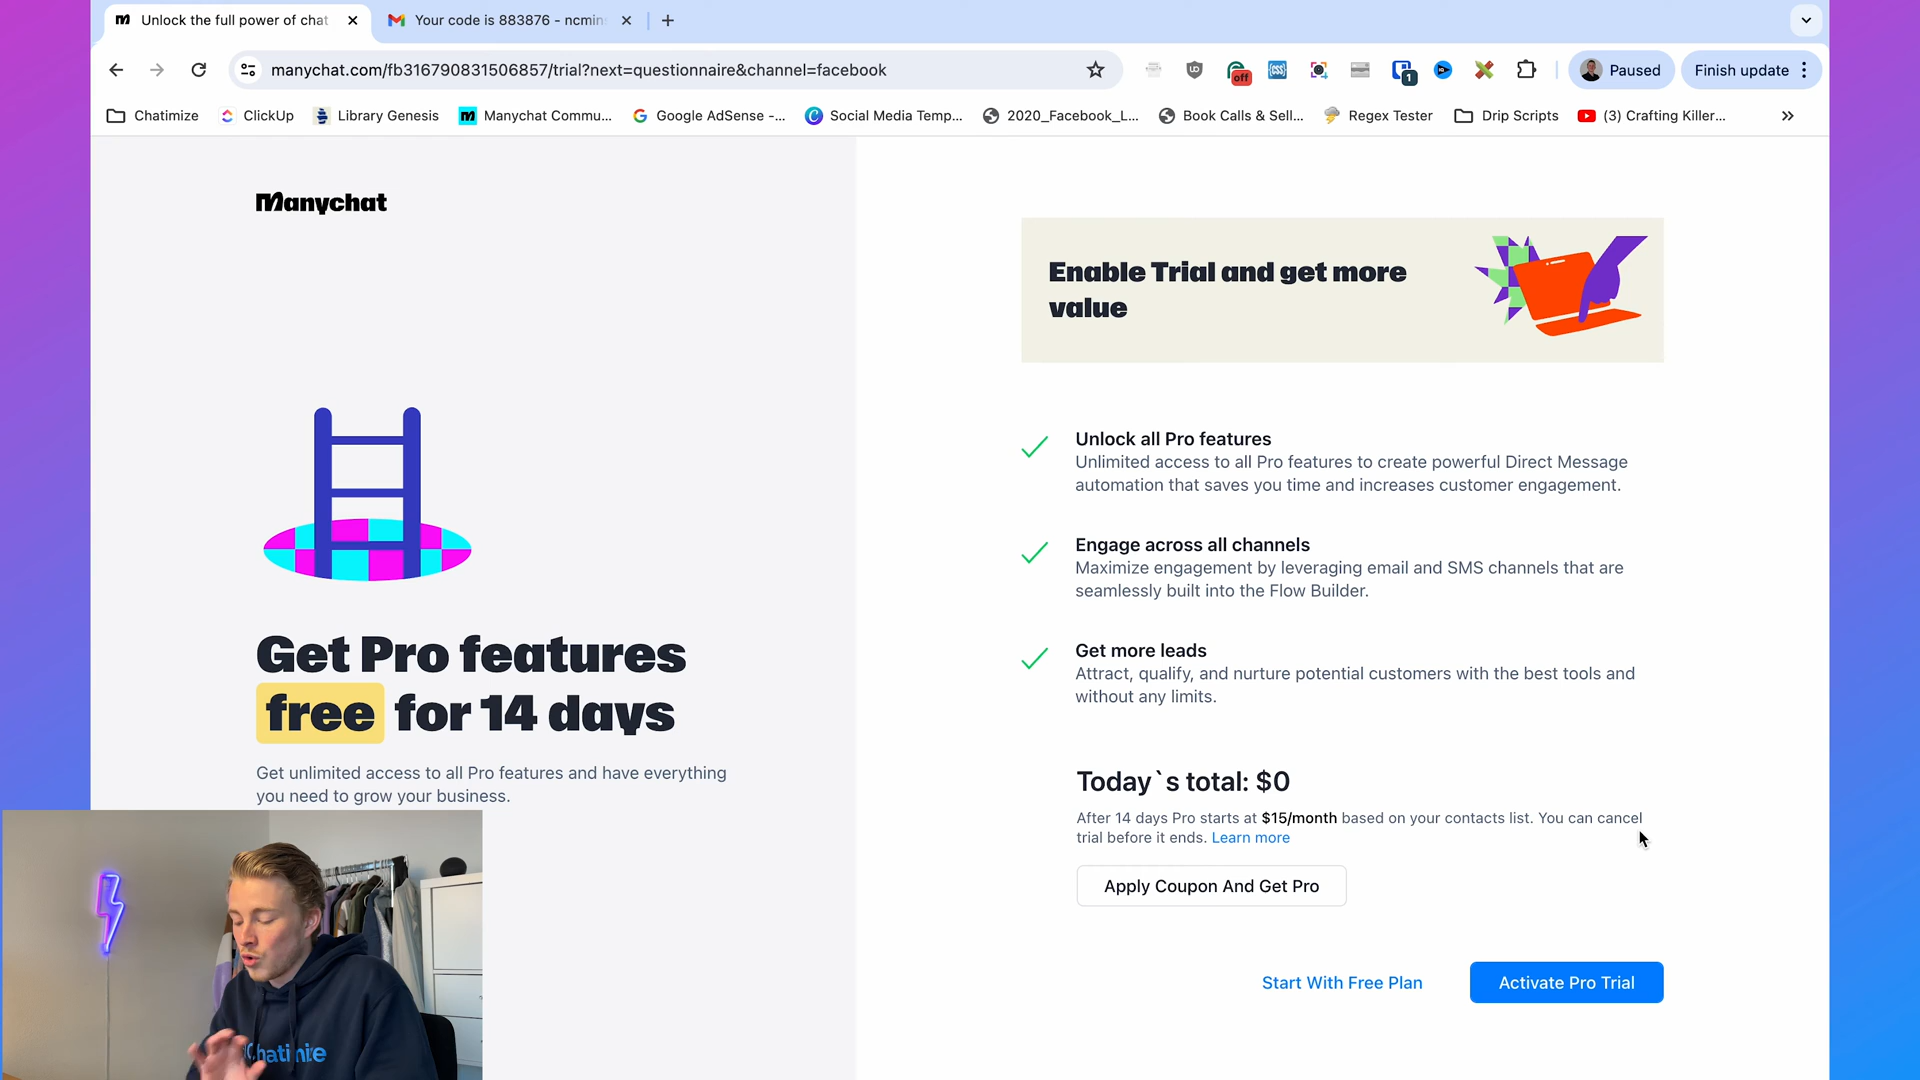 Unlock the full power of chat
Your code is 883876 - ncmin
manychat.com/fb316790831506857/trial?next=questionnaire&channel=facebook
off
1
Paused
Finish update
Chatimize
ClickUp
Library Genesis
Manychat Commu...
Google AdSense -...
Social Media Temp...
2020_Facebook_L...
Book Calls & Sell...
Regex Tester
Drip Scripts
(3) Crafting Killer...
Manychat
Enable Trial and get more
value
Unlock all Pro features
Unlimited access to all Pro features to create powerful Direct Message
automation that saves you time and increases customer engagement.
Engage across all channels
Maximize engagement by leveraging email and SMS channels that are
seamlessly built into the Flow Builder.
Get more leads
Attract, qualify, and nurture potential customers with the best tools and
without any limits.
Get Pro features
free for 14 days
Get unlimited access to all Pro features and have everything
you need to grow your business.
Today`s total: $0
After 14 days Pro starts at $15/month based on your contacts list. You can cancel
trial before it ends. Learn more
Apply Coupon And Get Pro
Start With Free Plan
Activate Pro Trial